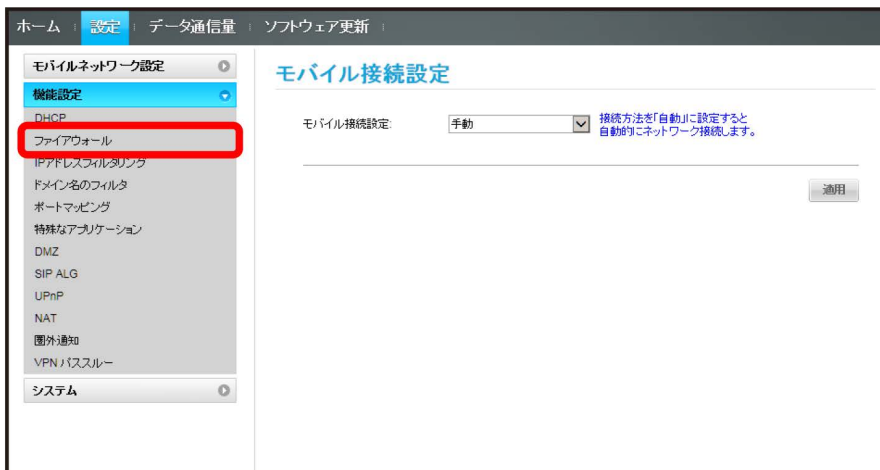 ホーム 設定 データ通信量 ソフトウェア更新
モバイルネットワーク設定
機能設定
DHCP
ファイアウォール
IPアドレスフィルタリング
ドメイン名のフィルタ
ポートマッピング
特殊なアプリケーション
DMZ
SIP ALG
UPnP
NAT
圏外通知
VPN パススルー
システム
モバイル接続設定
モバイル接続設定: 手動
接続方法を「自動」に設定すると
自動的にネットワーク接続します。
適用